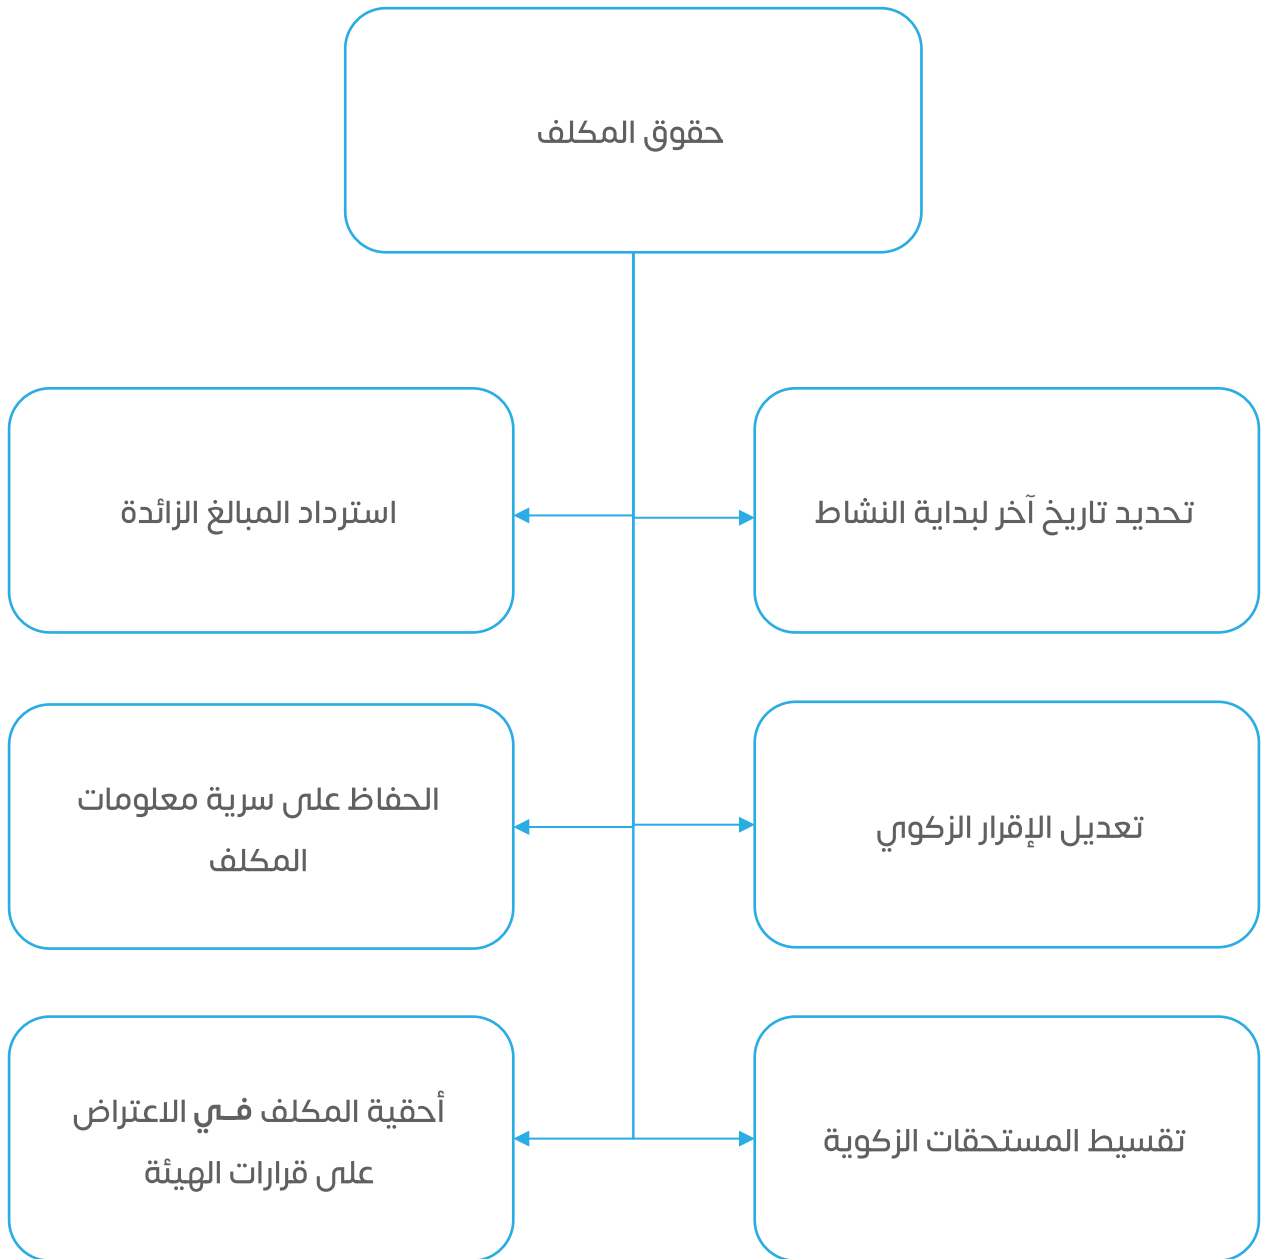 حقوق المكلف
تحديد تاريخ آخر لبداية النشاط
استرداد المبالغ الزائدة
تعديل الإقرار الزكوي
الحفاظ على سرية معلومات
المكلف
تقسيط المستحقات الزكوية
أحقية المكلف في الاعتراض
على قرارات الهيئة